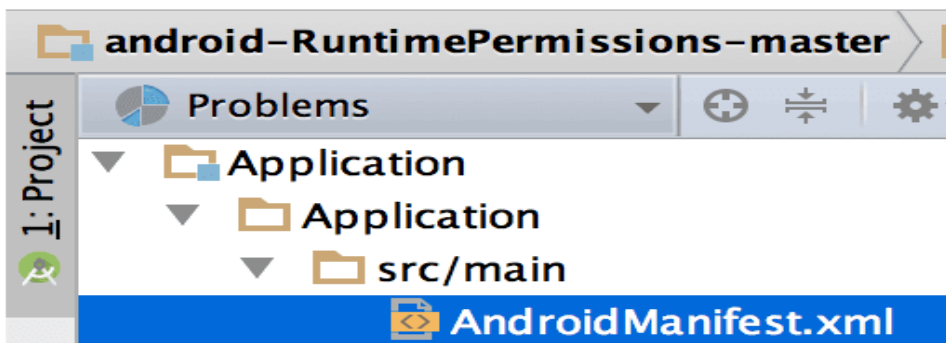 android-RuntimePermissions-master
Problems
1: Project
Application
Application
src/main
AndroidManifest.xml